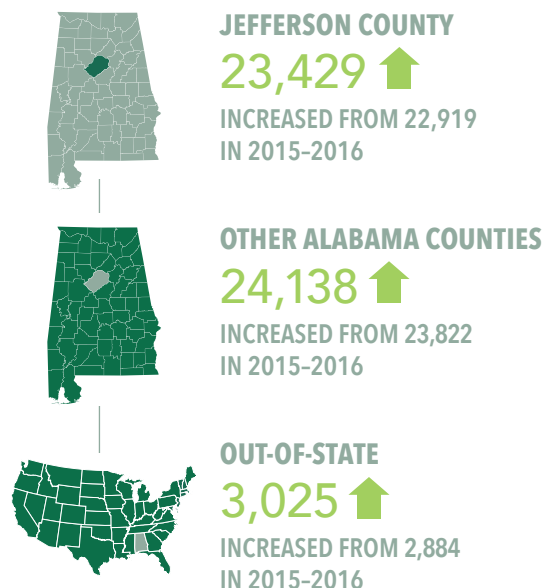 JEFFERSON COUNTY
23,429
INCREASED FROM 22,919
IN 2015–2016
OTHER ALABAMA COUNTIES
24,138
INCREASED FROM 23,822
IN 2015–2016
OUT-OF-STATE
3,025
INCREASED FROM 2,884
IN 2015–2016